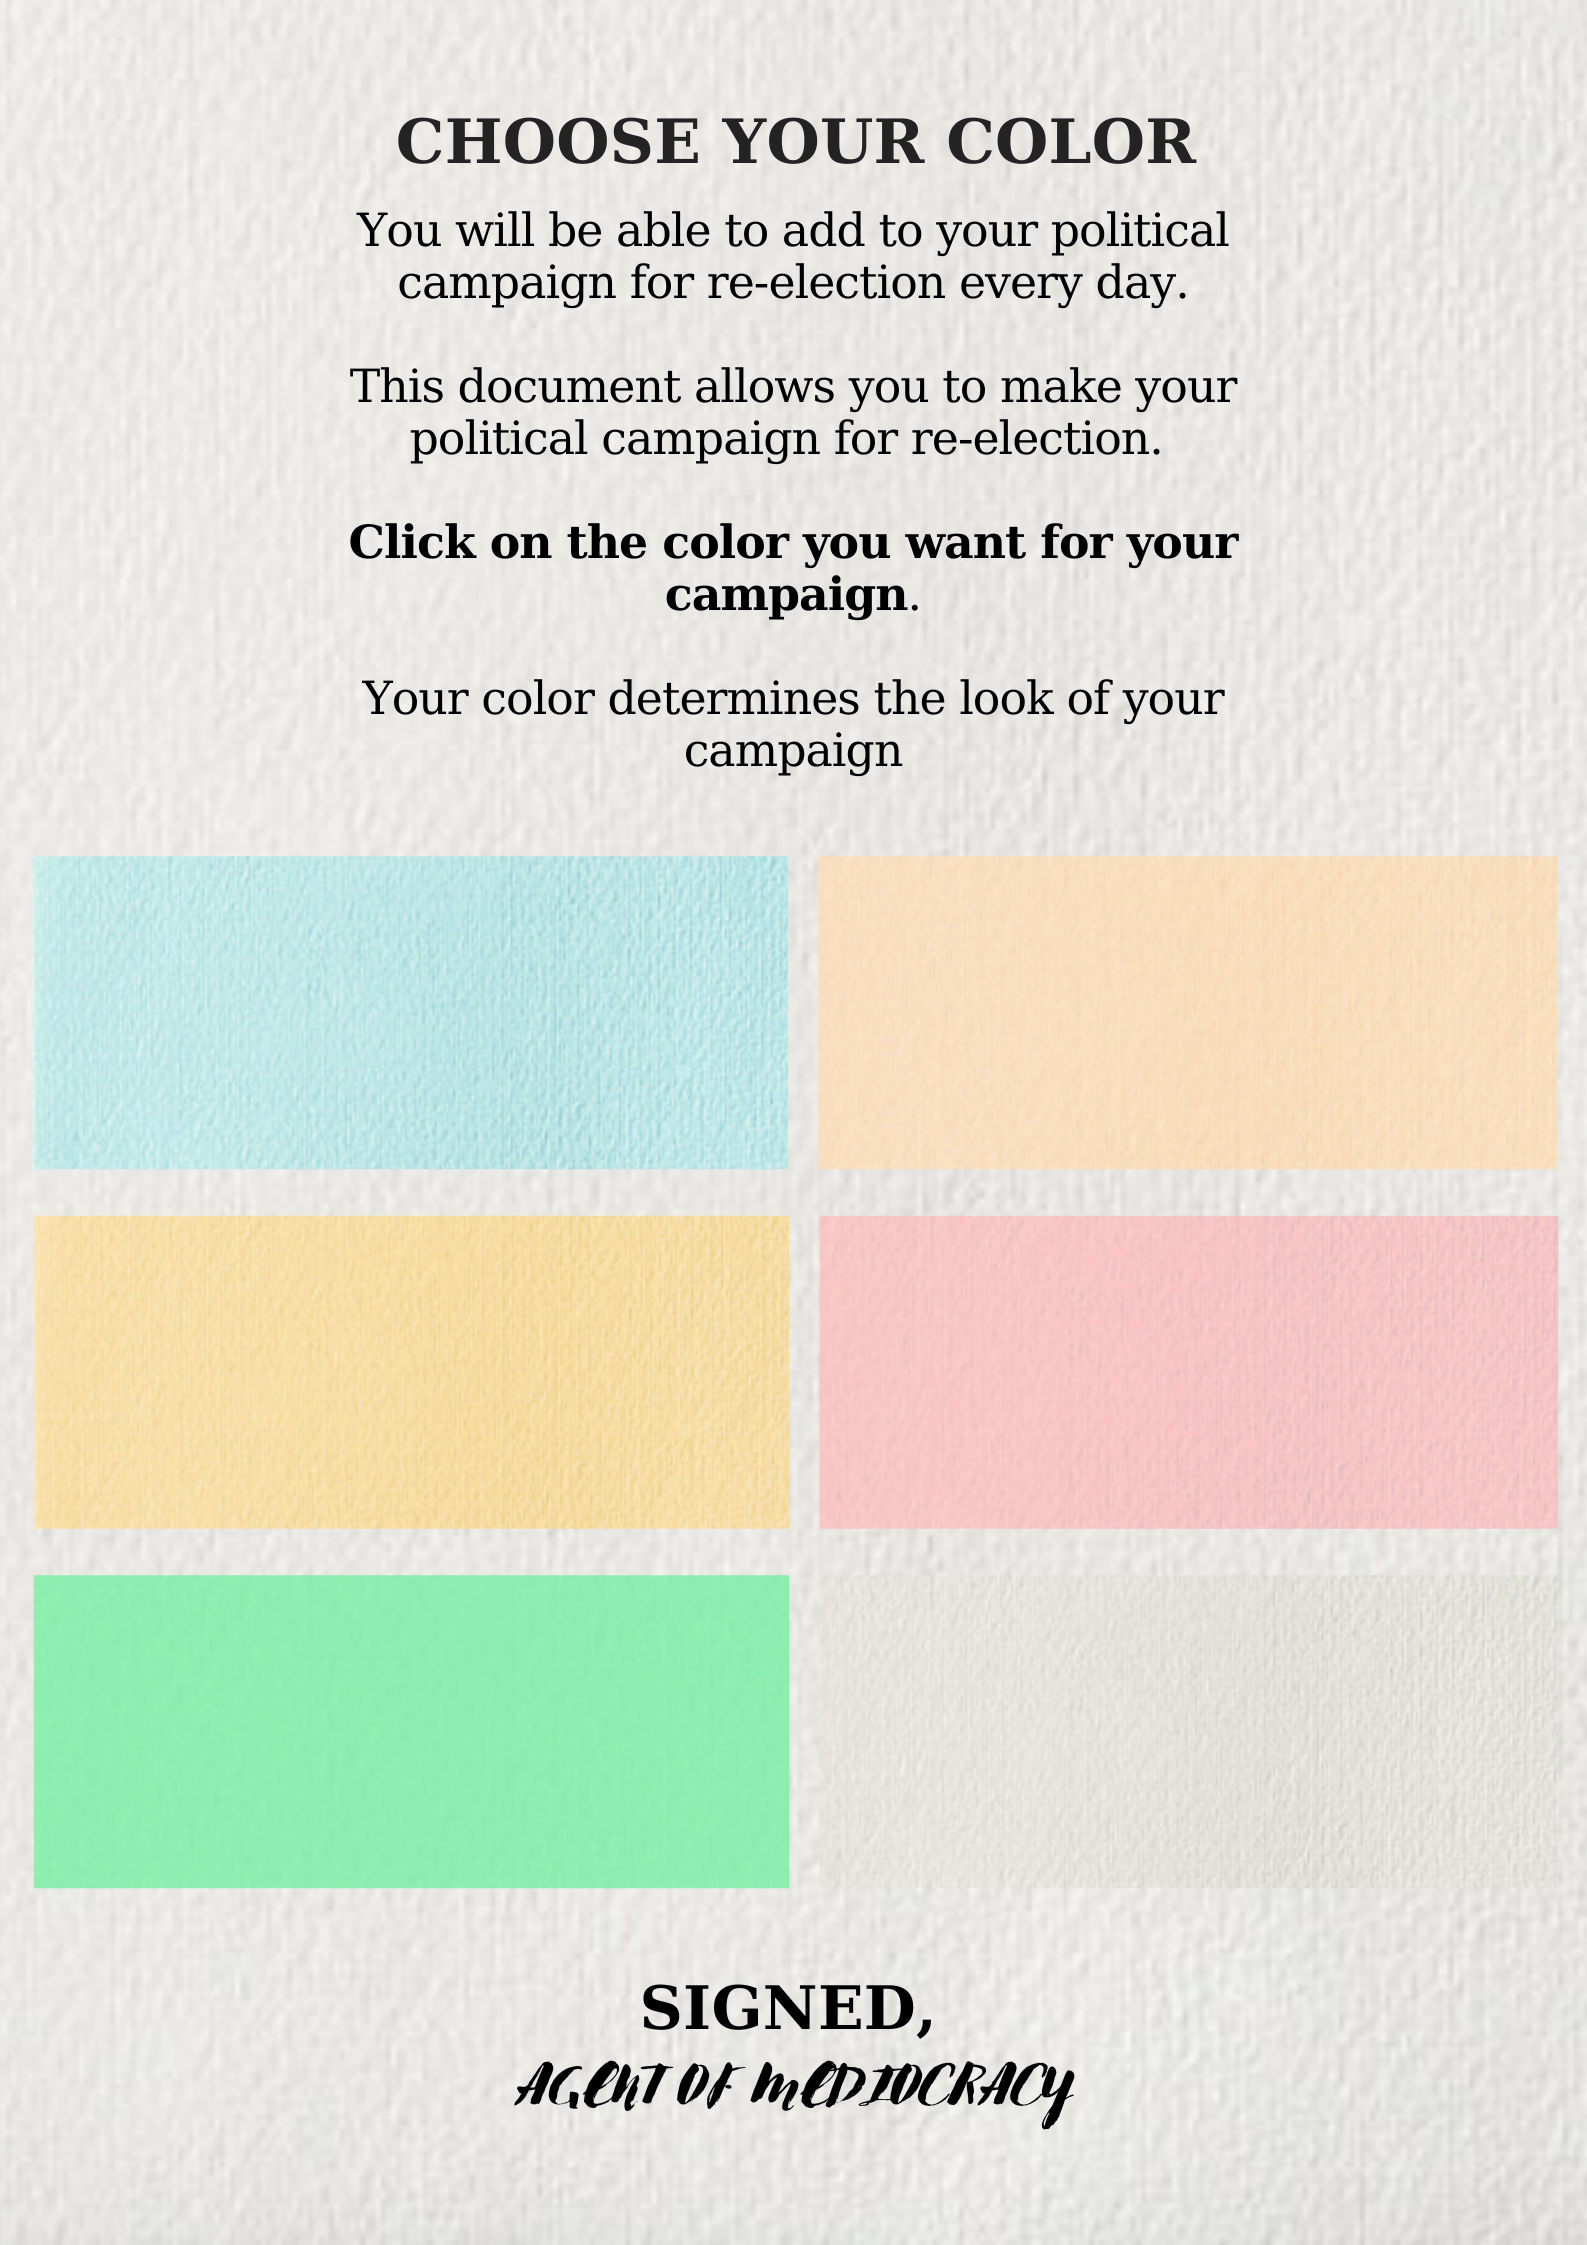 CHOOSE YOUR COLOR
You will be able to add to your political
campaign for re-election every day.
This document allows you to make your
political campaign for re-election.
Click on the color you want for your
campaign.
Your color determines the look of your
campaign
SIGNED,
AGENT OF MEDIOCRACY